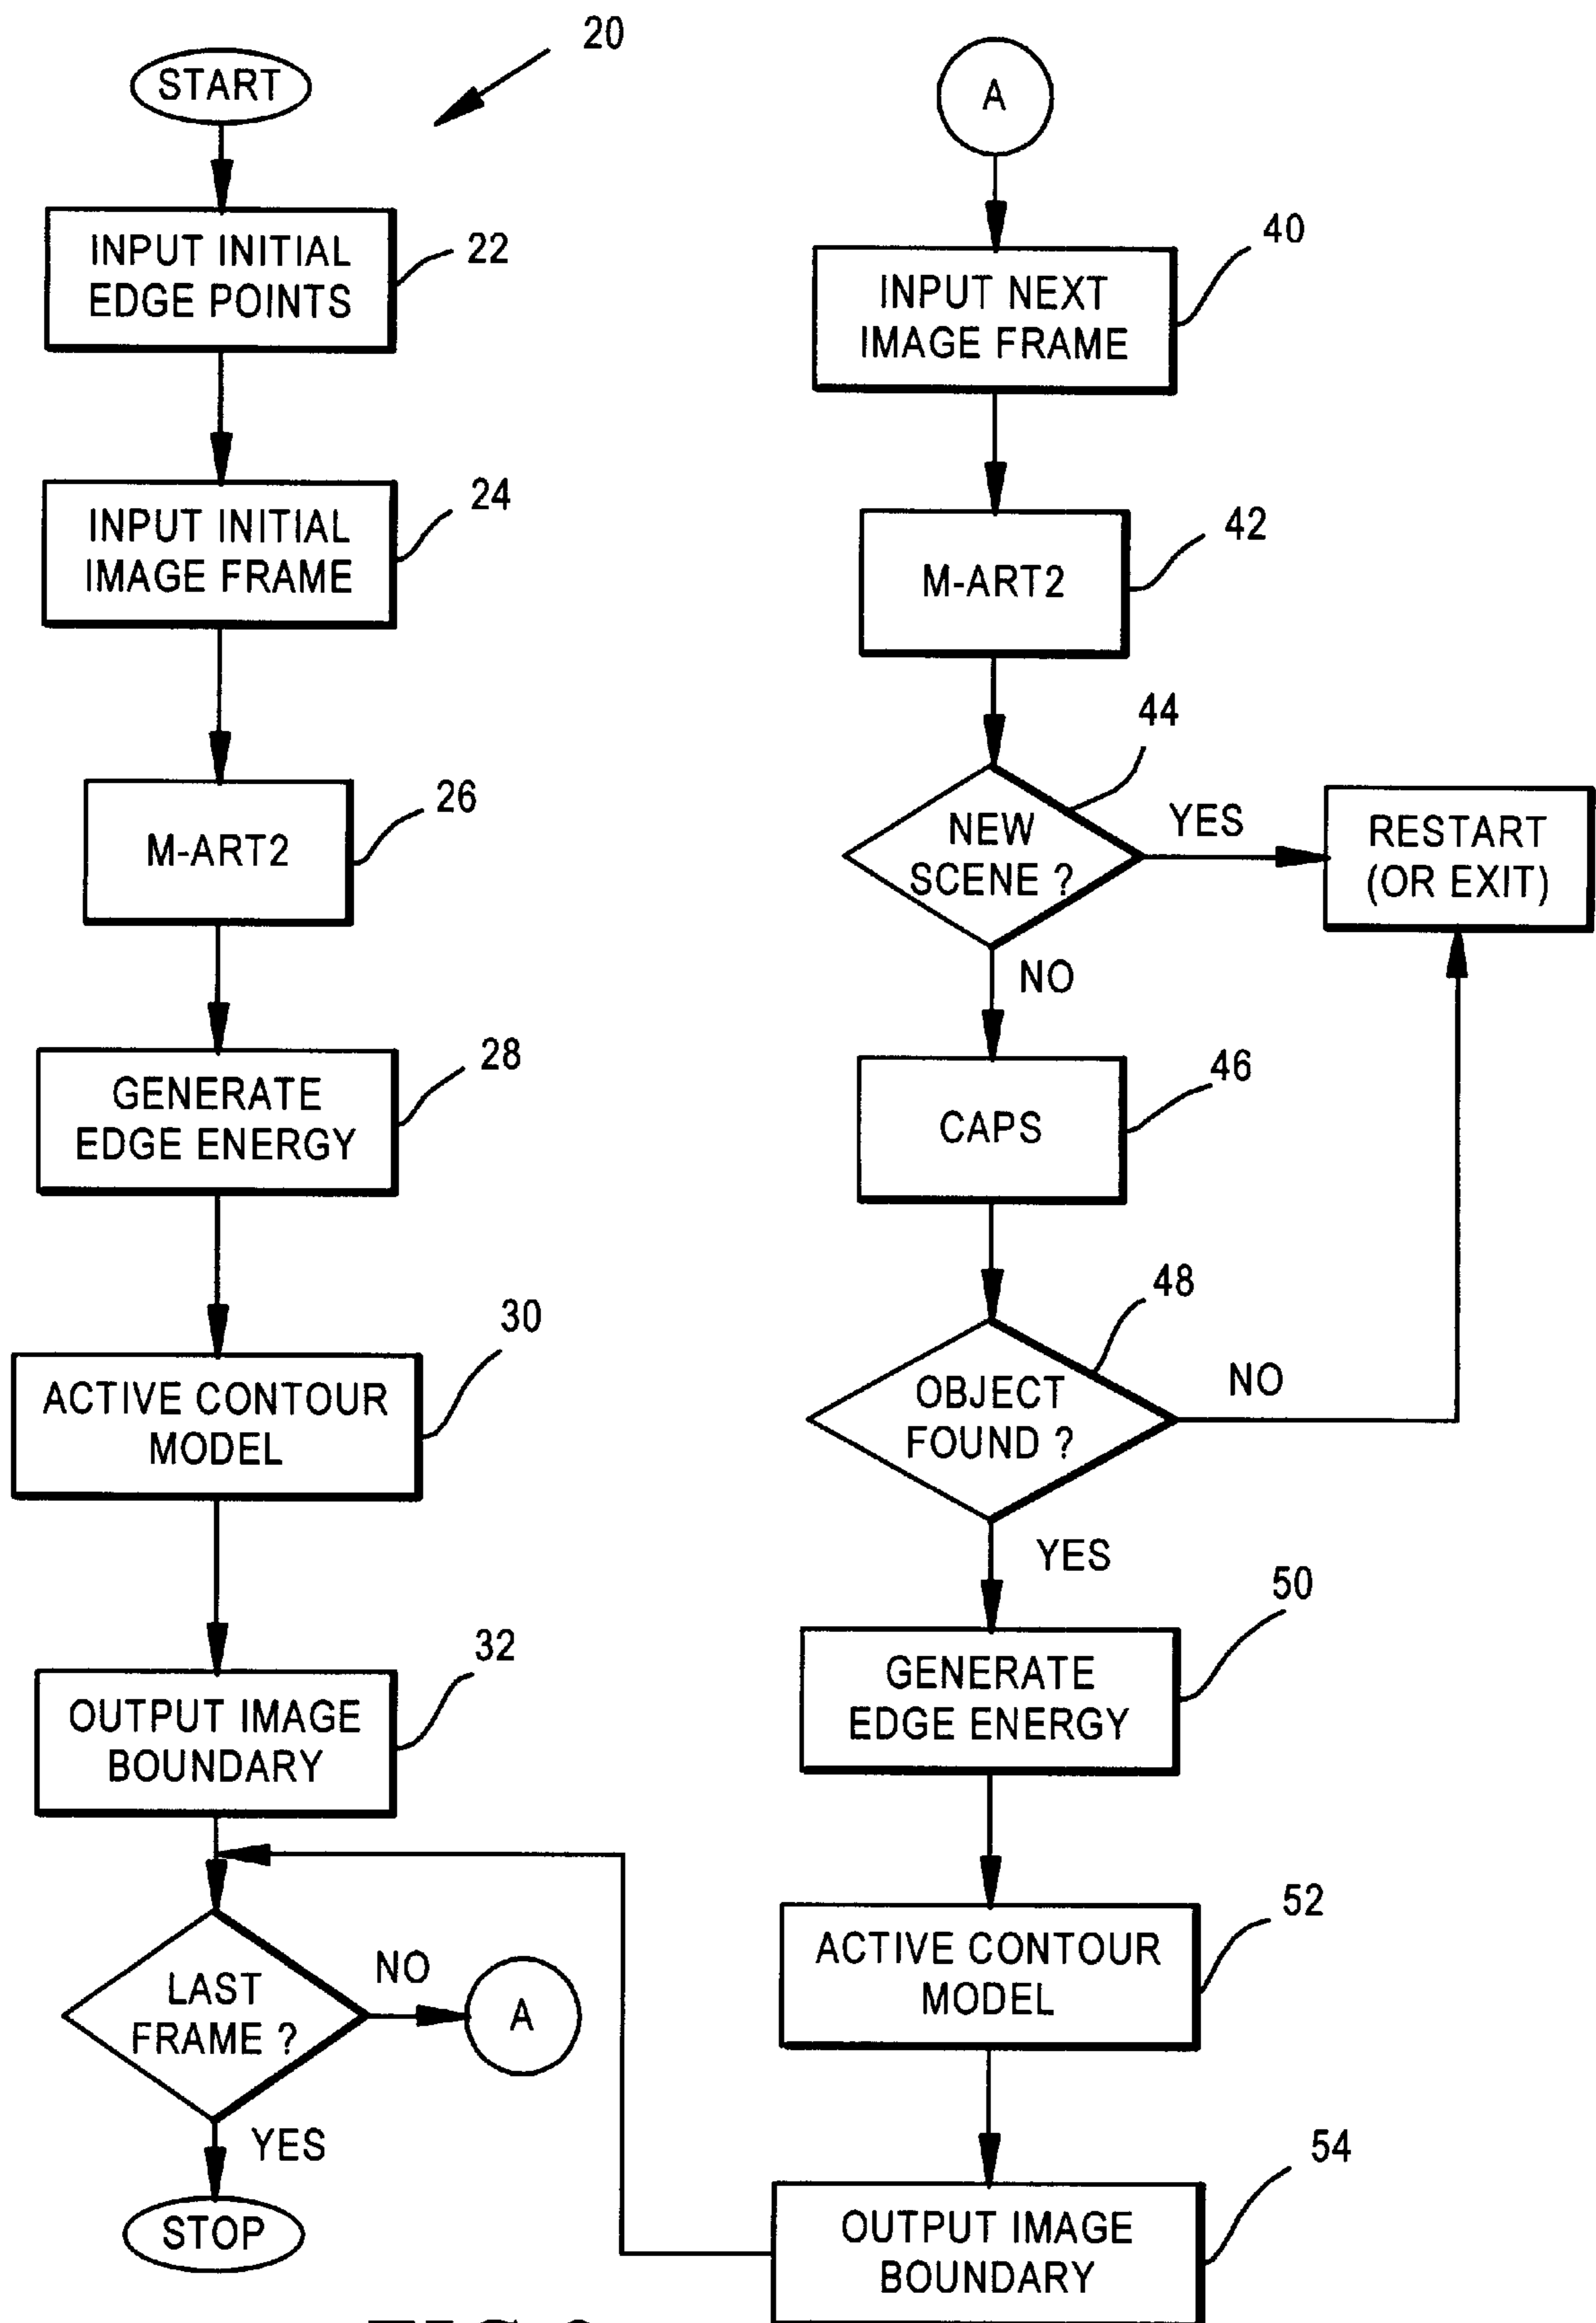 20
START
INPUT INITIAL
EDGE POINTS
22
INPUT INITIAL
IMAGE FRAME
24
M-ART2
26
GENERATE
EDGE ENERGY
28
ACTIVE CONTOUR
MODEL
30
OUTPUT IMAGE
BOUNDARY
32
LAST
FRAME ?
NO
A
YES
STOP
A
INPUT NEXT
IMAGE FRAME
40
M-ART2
42
NEW
SCENE ?
44
YES
RESTART
(OR EXIT)
NO
CAPS
46
OBJECT
FOUND ?
48
NO
YES
GENERATE
EDGE ENERGY
50
ACTIVE CONTOUR
MODEL
52
OUTPUT IMAGE
BOUNDARY
54